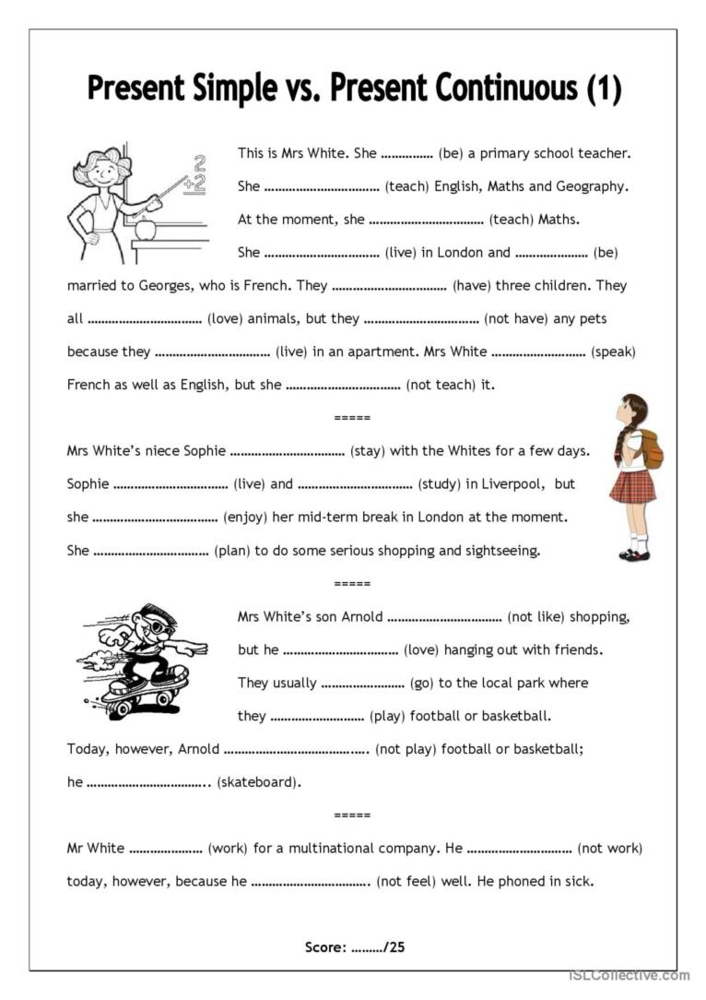 Present Simple vs. Present Continuous (1)
2
+2
This is Mrs White. She …………… (be) a primary school teacher.
She …………………………… (teach) English, Maths and Geography.
At the moment, she …………………………… (teach) Maths.
She …………………………… (live) in London and ………………… (be)
married to Georges, who is French. They …………………………… (have) three children. They
all …………………………… (love) animals, but they …………………………… (not have) any pets
because they …………………………… (live) in an apartment. Mrs White ……………………… (speak)
French as well as English, but she …………………………… (not teach) it.
=====
Mrs White’s niece Sophie …………………………… (stay) with the Whites for a few days.
Sophie …………………………… (live) and …………………………… (study) in Liverpool, but
she ……………………………… (enjoy) her mid-term break in London at the moment.
She …………………………… (plan) to do some serious shopping and sightseeing.
=====
Mrs White’s son Arnold …………………………… (not like) shopping,
but he …………………………… (love) hanging out with friends.
They usually …………………… (go) to the local park where
they ……………………… (play) football or basketball.
Today, however, Arnold …………………………………… (not play) football or basketball;
he …………………………….. (skateboard).
=====
Mr White ………………… (work) for a multinational company. He ………………………… (not work)
today, however, because he ……………………………. (not feel) well. He phoned in sick.
Score: ………/25
iSLCollective.com